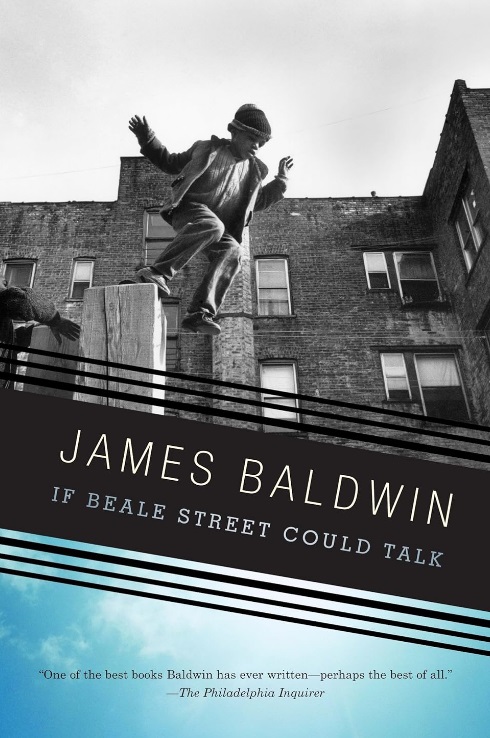 JAMES BALDWIN
IF BEALE STREET COULD TALK
“One of the best books Baldwin has ever written—perhaps the best of all.”
—The Philadelphia Inquirer